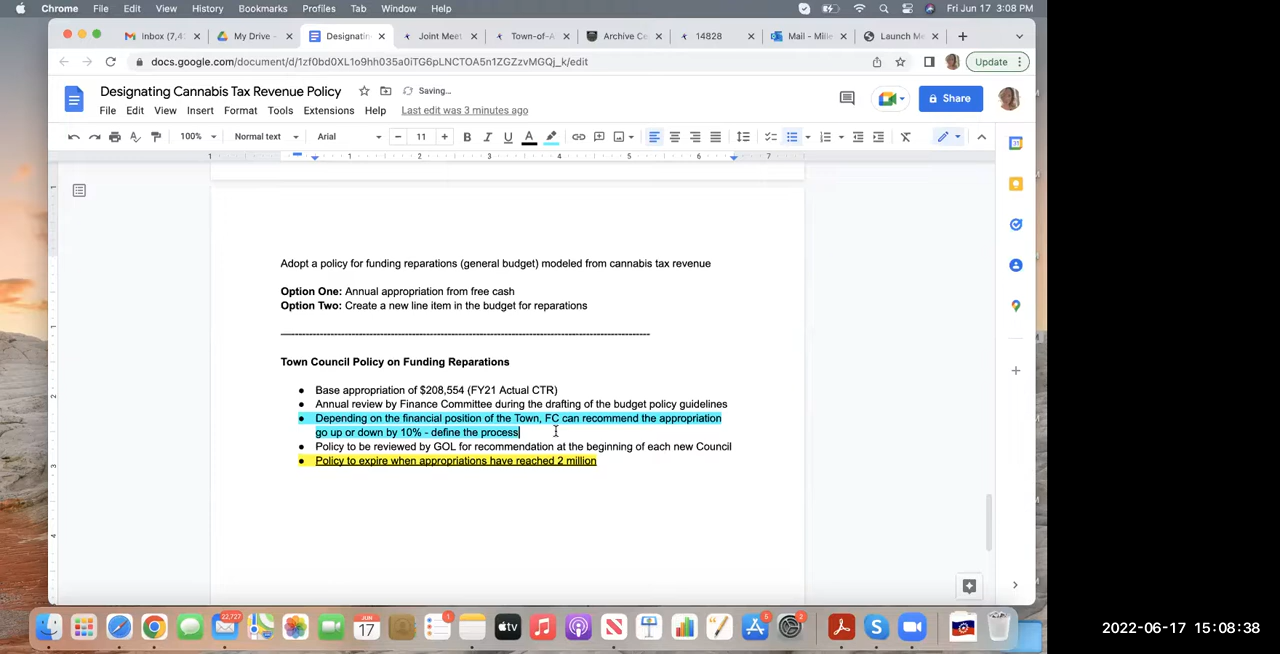 Chrome File Edit View History Bookmarks Profiles Tab Window Help Fri Jun 17 3:08 PM
Inbox (7,4: My Drive - Designatin Joint Meet Town-of-A Archive Ce 14828 Mail - Mille Launch Me
docs.google.com/document/d/1zf0bd0XL1o9hh035a0iTG6pLNCTOA5n1ZGZzvMGQj_k/edit Update
Designating Cannabis Tax Revenue Policy Saving...
File Edit View Insert Format Tools Extensions Help Last edit was 3 minutes ago Share
100% Normal text Arial 11
Adopt a policy for funding reparations (general budget) modeled from cannabis tax revenue
Option One: Annual appropriation from free cash
Option Two: Create a new line item in the budget for reparations
Town Council Policy on Funding Reparations
● Base appropriation of $208,554 (FY21 Actual CTR)
● Annual review by Finance Committee during the drafting of the budget policy guidelines
● Depending on the financial position of the Town, FC can recommend the appropriation
go up or down by 10% - define the process
● Policy to be reviewed by GOL for recommendation at the beginning of each new Council
● Policy to expire when appropriations have reached 2 million
22,727 JUN 17 1 tv 5 2
2022-06-17 15:08:38